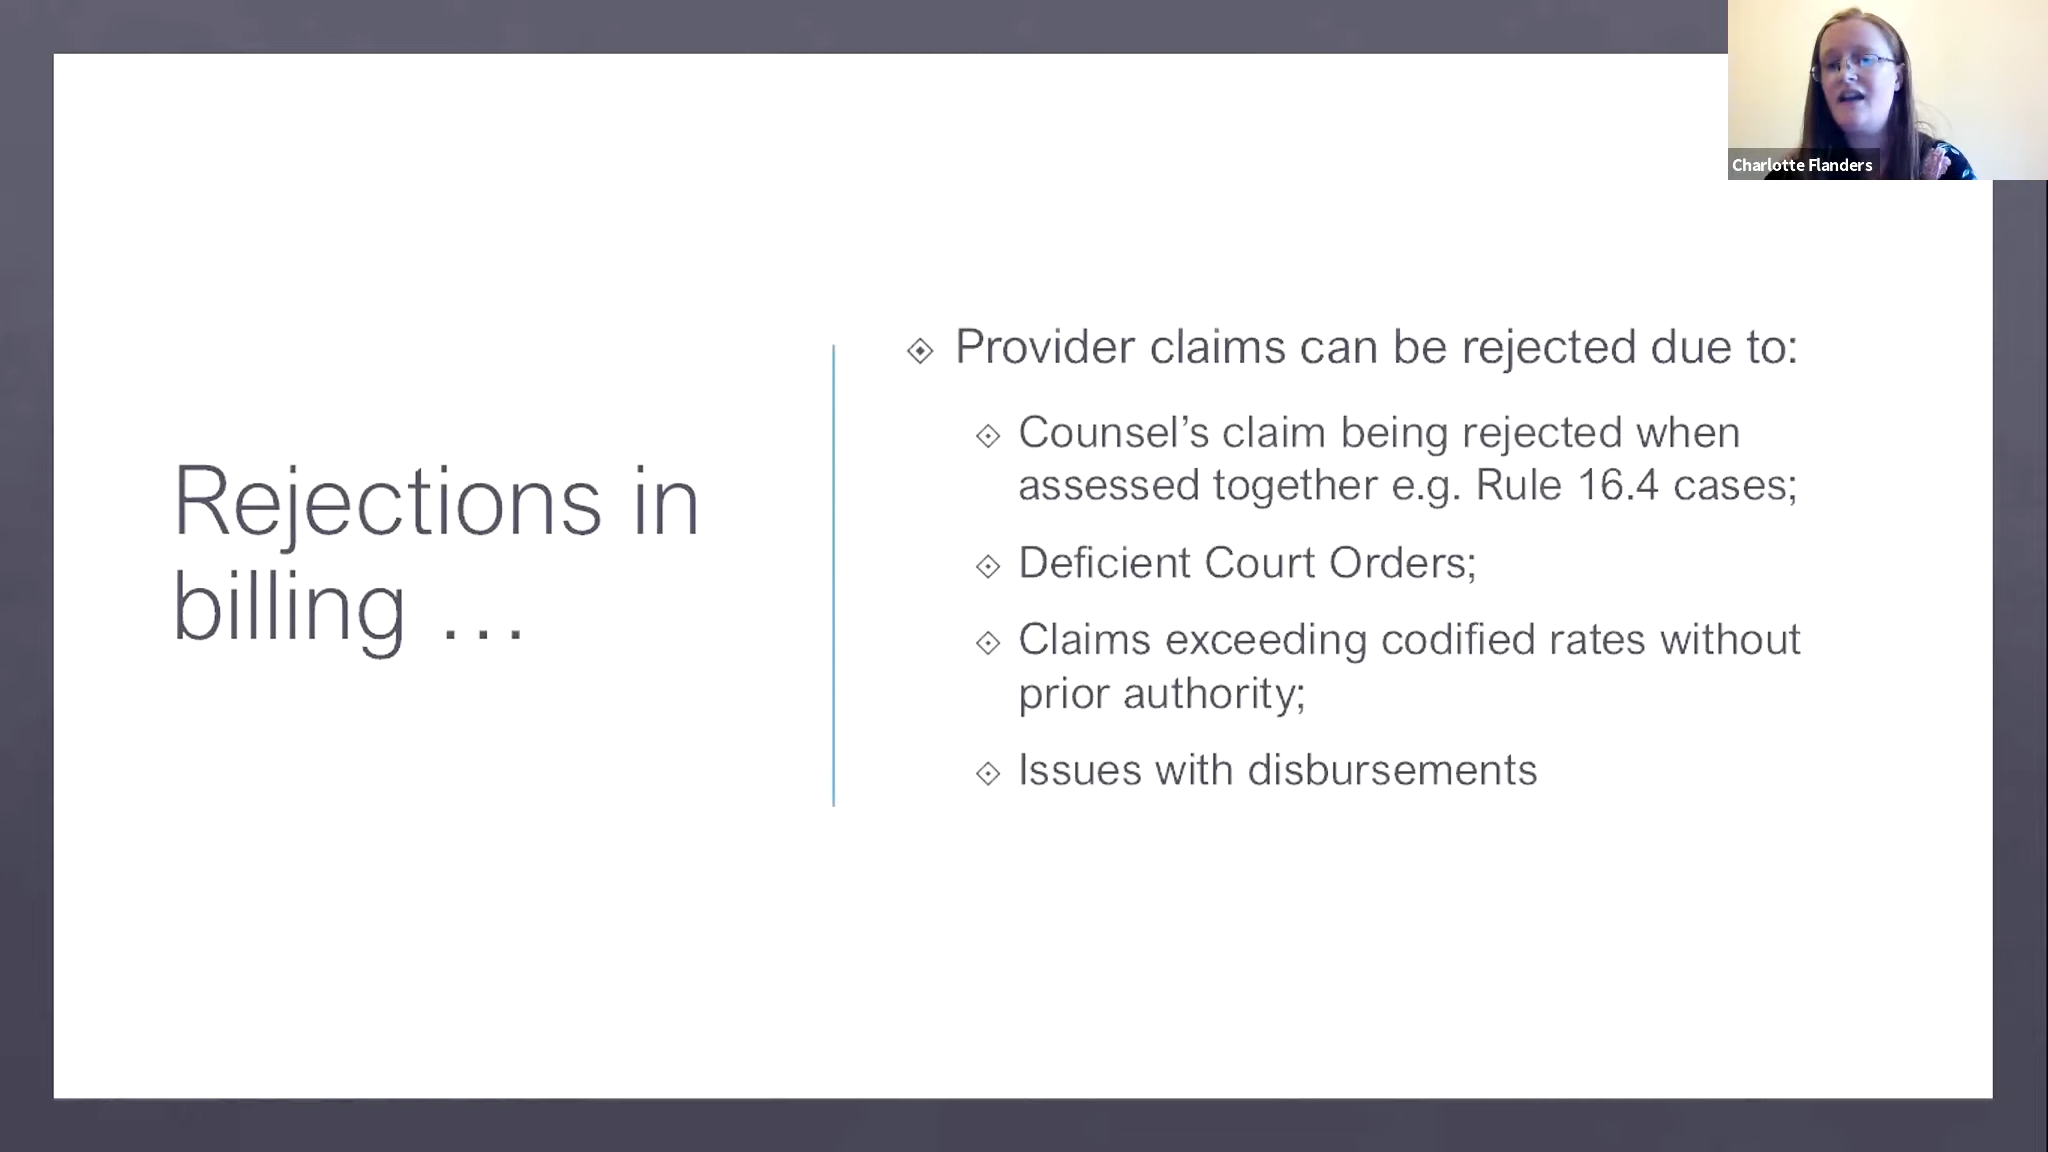 Charlotte Flanders
Rejections in
billing …
Provider claims can be rejected due to:
Counsel’s claim being rejected when
assessed together e.g. Rule 16.4 cases;
Deficient Court Orders;
Claims exceeding codified rates without
prior authority;
Issues with disbursements